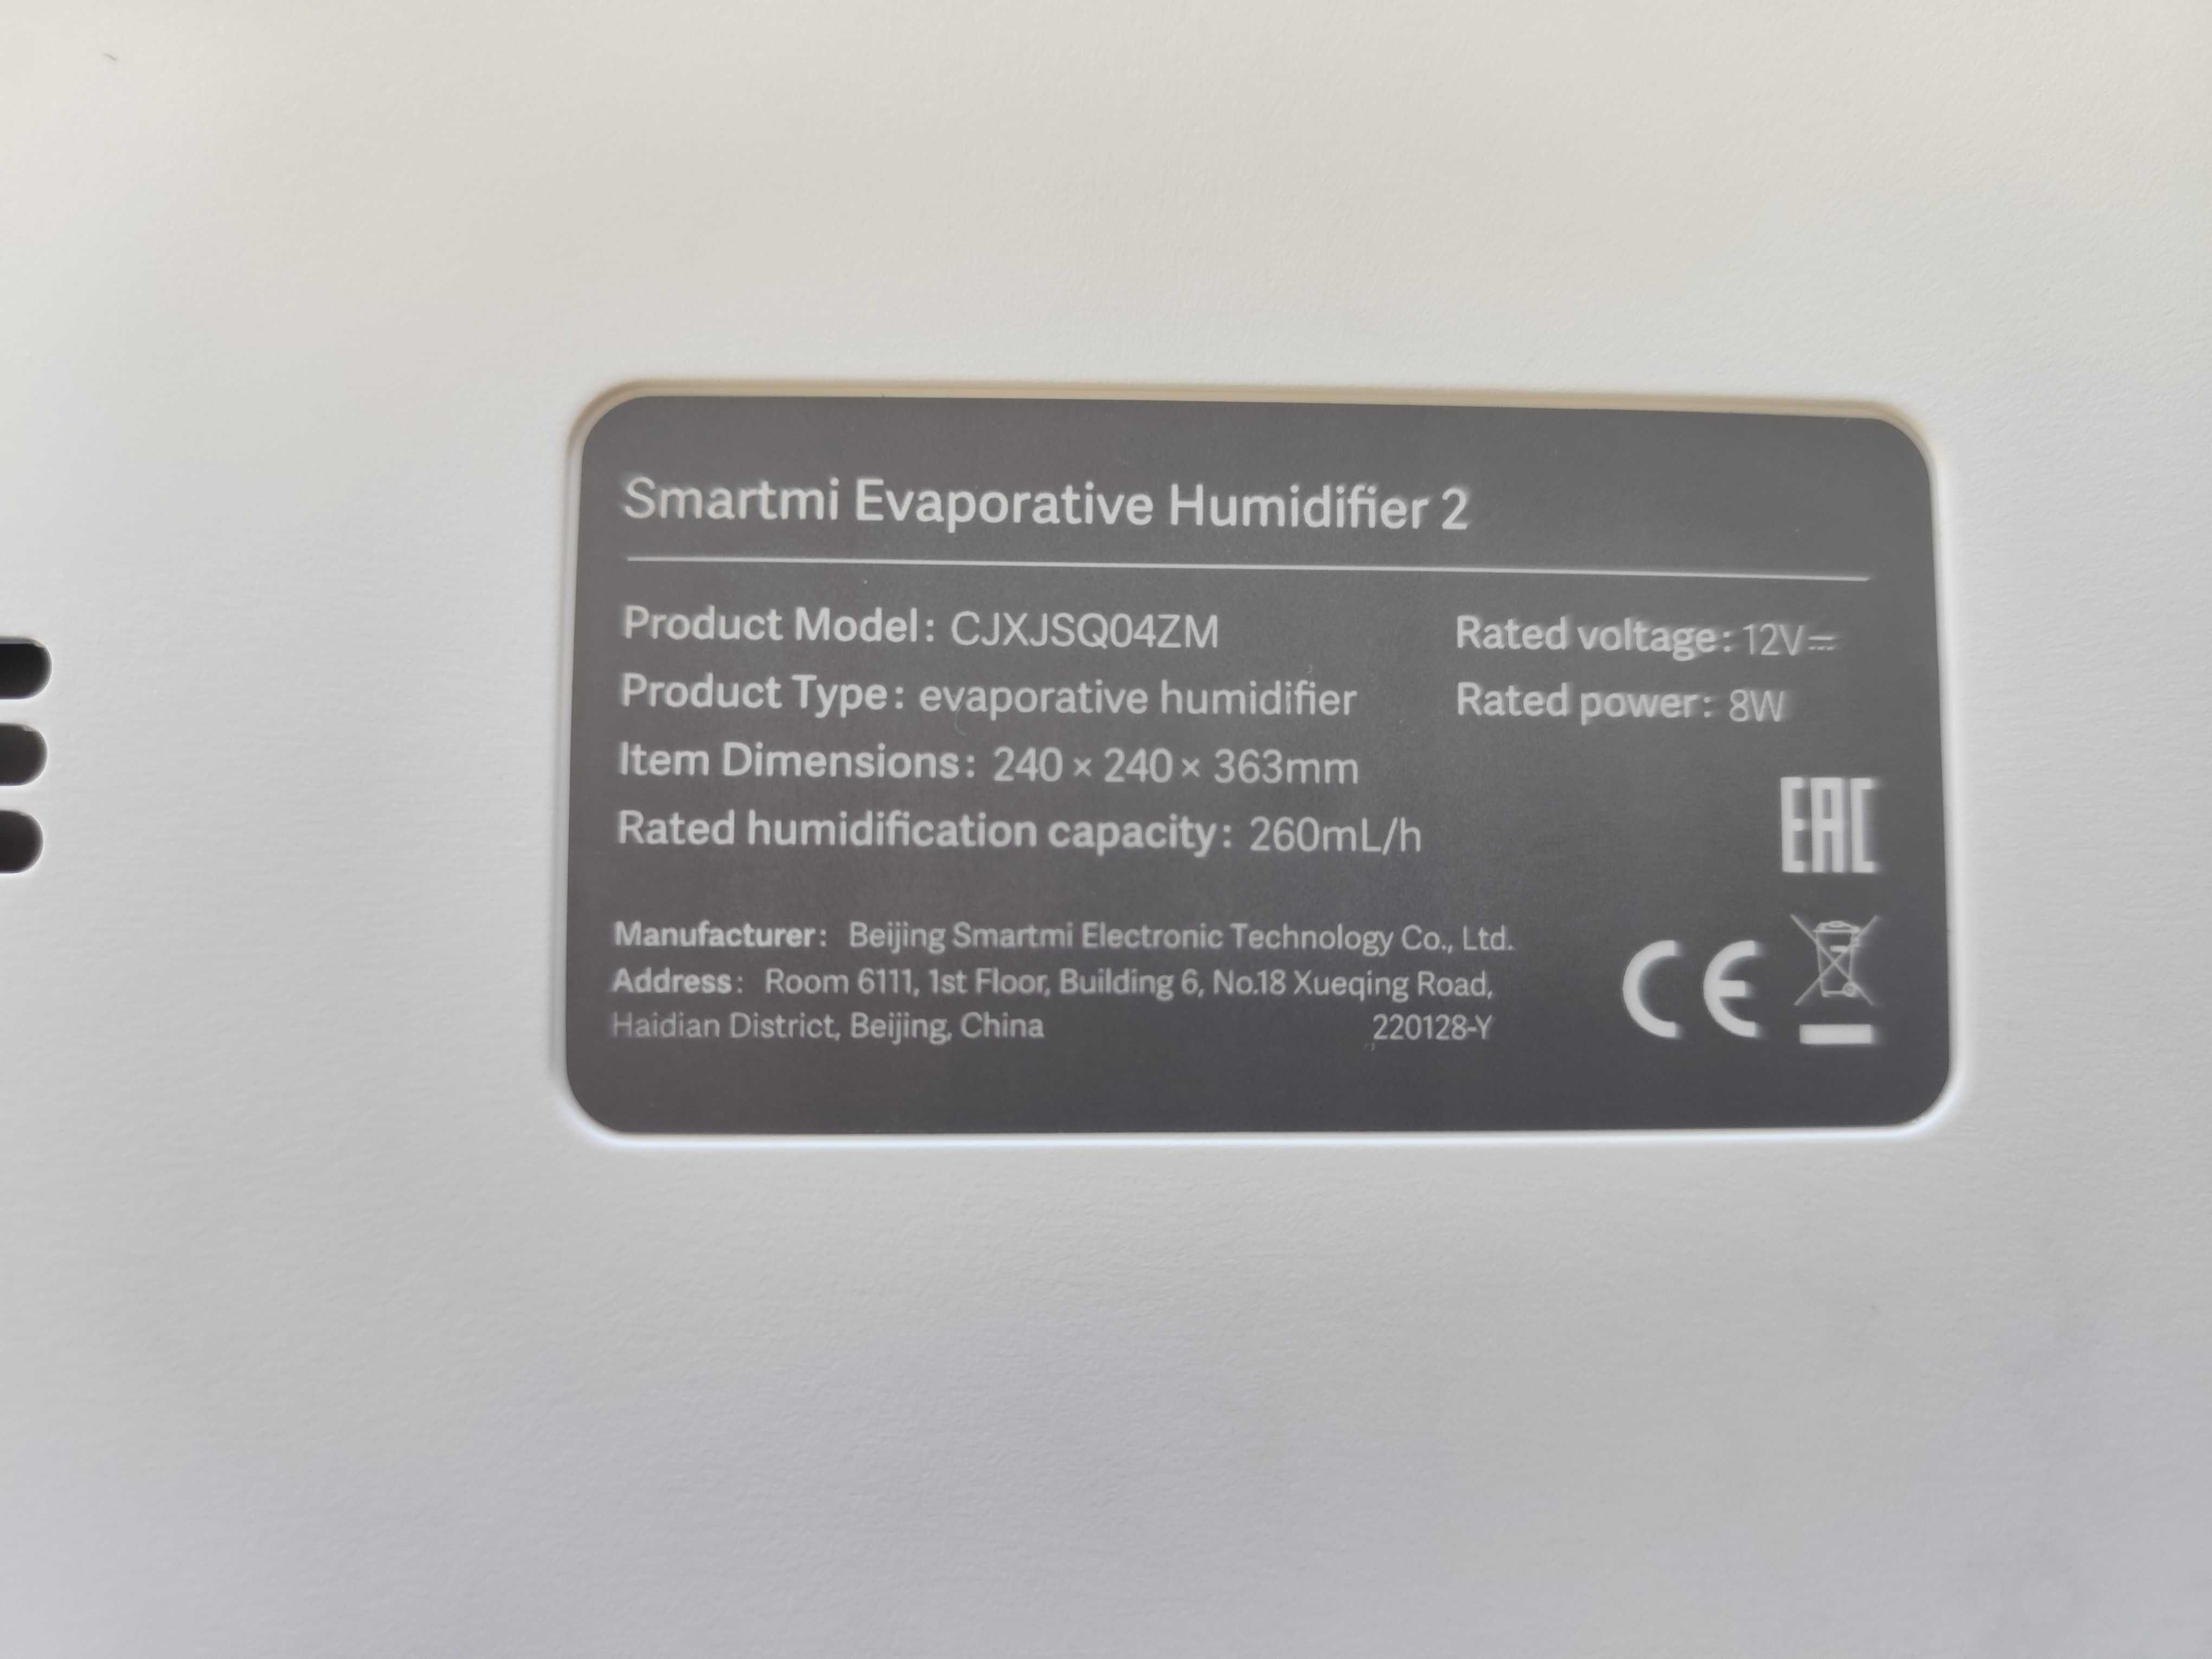 Smartmi Evaporative Humidifier 2
Product Model: CJXJSQ04ZM
Rated voltage: 12V⎓
Product Type: evaporative humidifier
Rated power: 8W
Item Dimensions: 240 × 240 × 363mm
Rated humidification capacity: 260mL/h
EAC
Manufacturer: Beijing Smartmi Electronic Technology Co., Ltd.
Address: Room 6111, 1st Floor, Building 6, No.18 Xueqing Road,
Haidian District, Beijing, China
220128-Y
CE